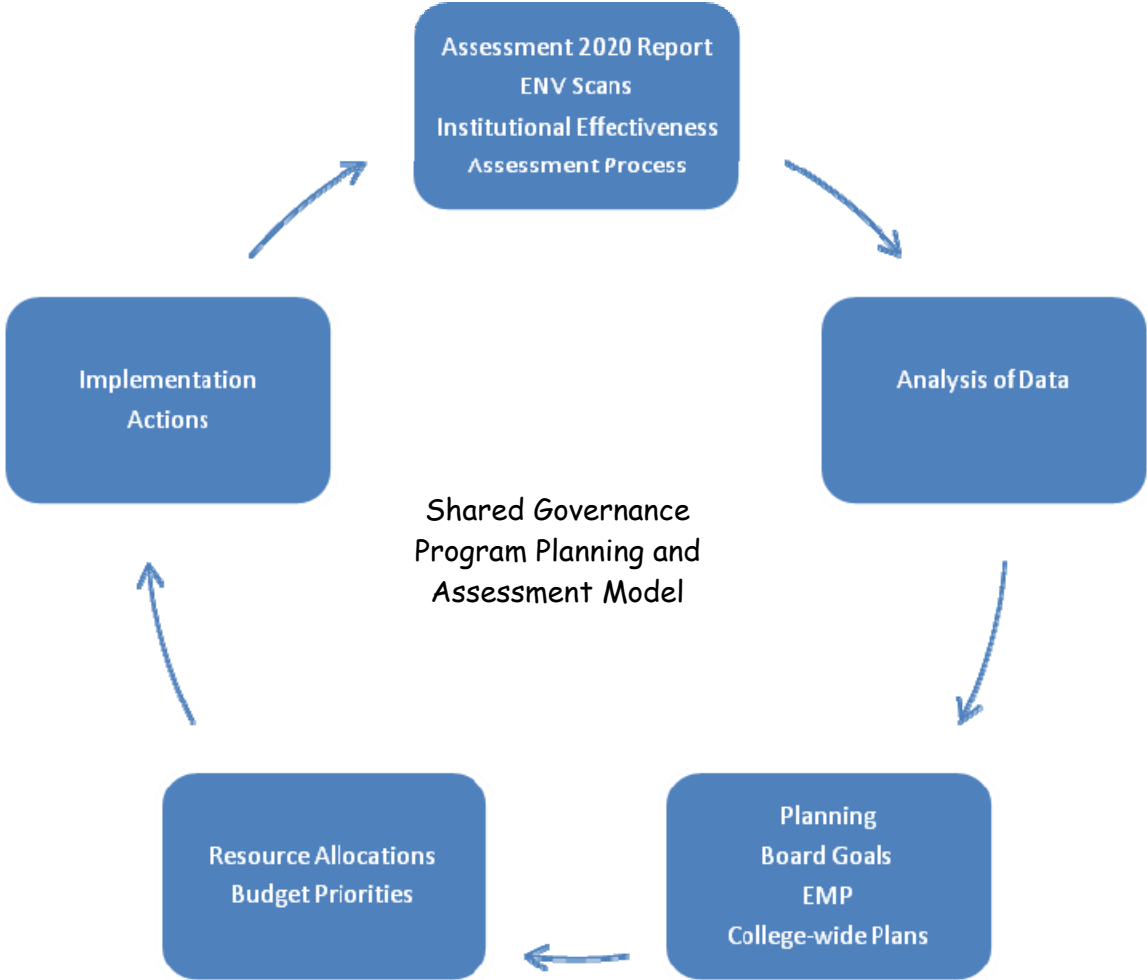 Assessment 2020 Report
ENV Scans
Institutional Effectiveness
Assessment Process
Analysis of Data
Planning
Board Goals
EMP
College-wide Plans
Resource Allocations
Budget Priorities
Implementation
Actions
Shared Governance
Program Planning and
Assessment Model